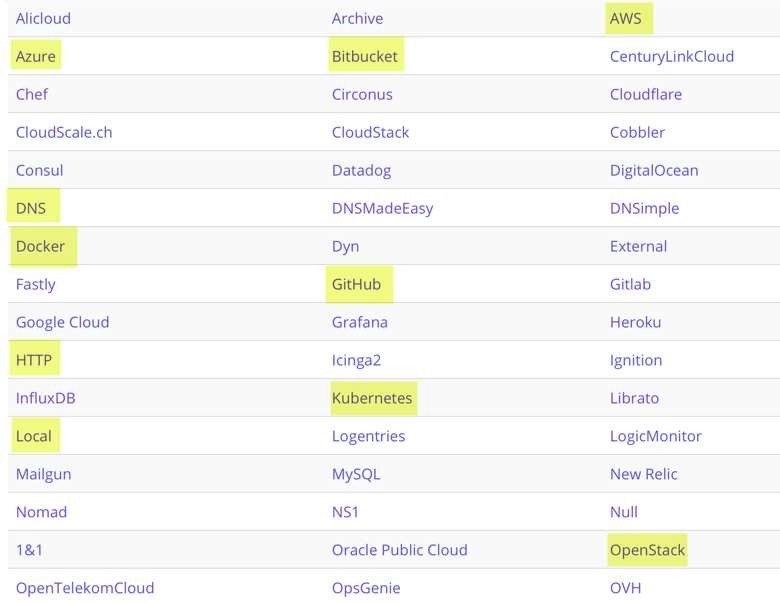 Alicloud Archive AWS
Azure Bitbucket CenturyLinkCloud
Chef Circonus Cloudflare
CloudScale.ch CloudStack Cobbler
Consul Datadog DigitalOcean
DNS DNSMadeEasy DNSimple
Docker Dyn External
Fastly GitHub Gitlab
Google Cloud Grafana Heroku
HTTP Icinga2 Ignition
InfluxDB Kubernetes Librato
Local Logentries LogicMonitor
Mailgun MySQL New Relic
Nomad NS1 Null
1&1 Oracle Public Cloud OpenStack
OpenTelekomCloud OpsGenie OVH